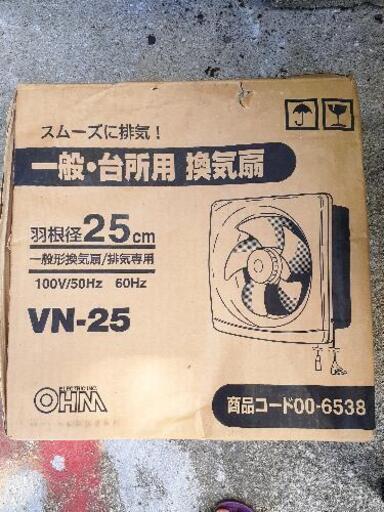 スムーズに排気！
一般・台所用 換気扇
羽根径25cm
一般形換気扇/排気専用
100V/50Hz 60Hz
VN-25
ELECTRIC INC.
OHM
商品コード00-6538